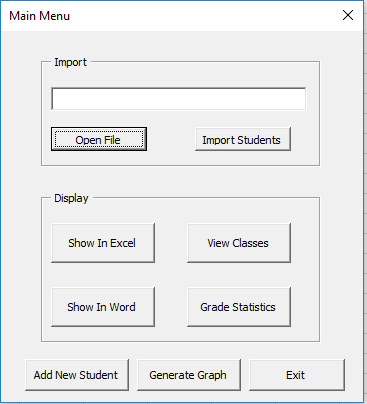 Main Menu
Import
Open File Import Students
Display
Show In Excel View Classes
Show In Word Grade Statistics
Add New Student Generate Graph Exit